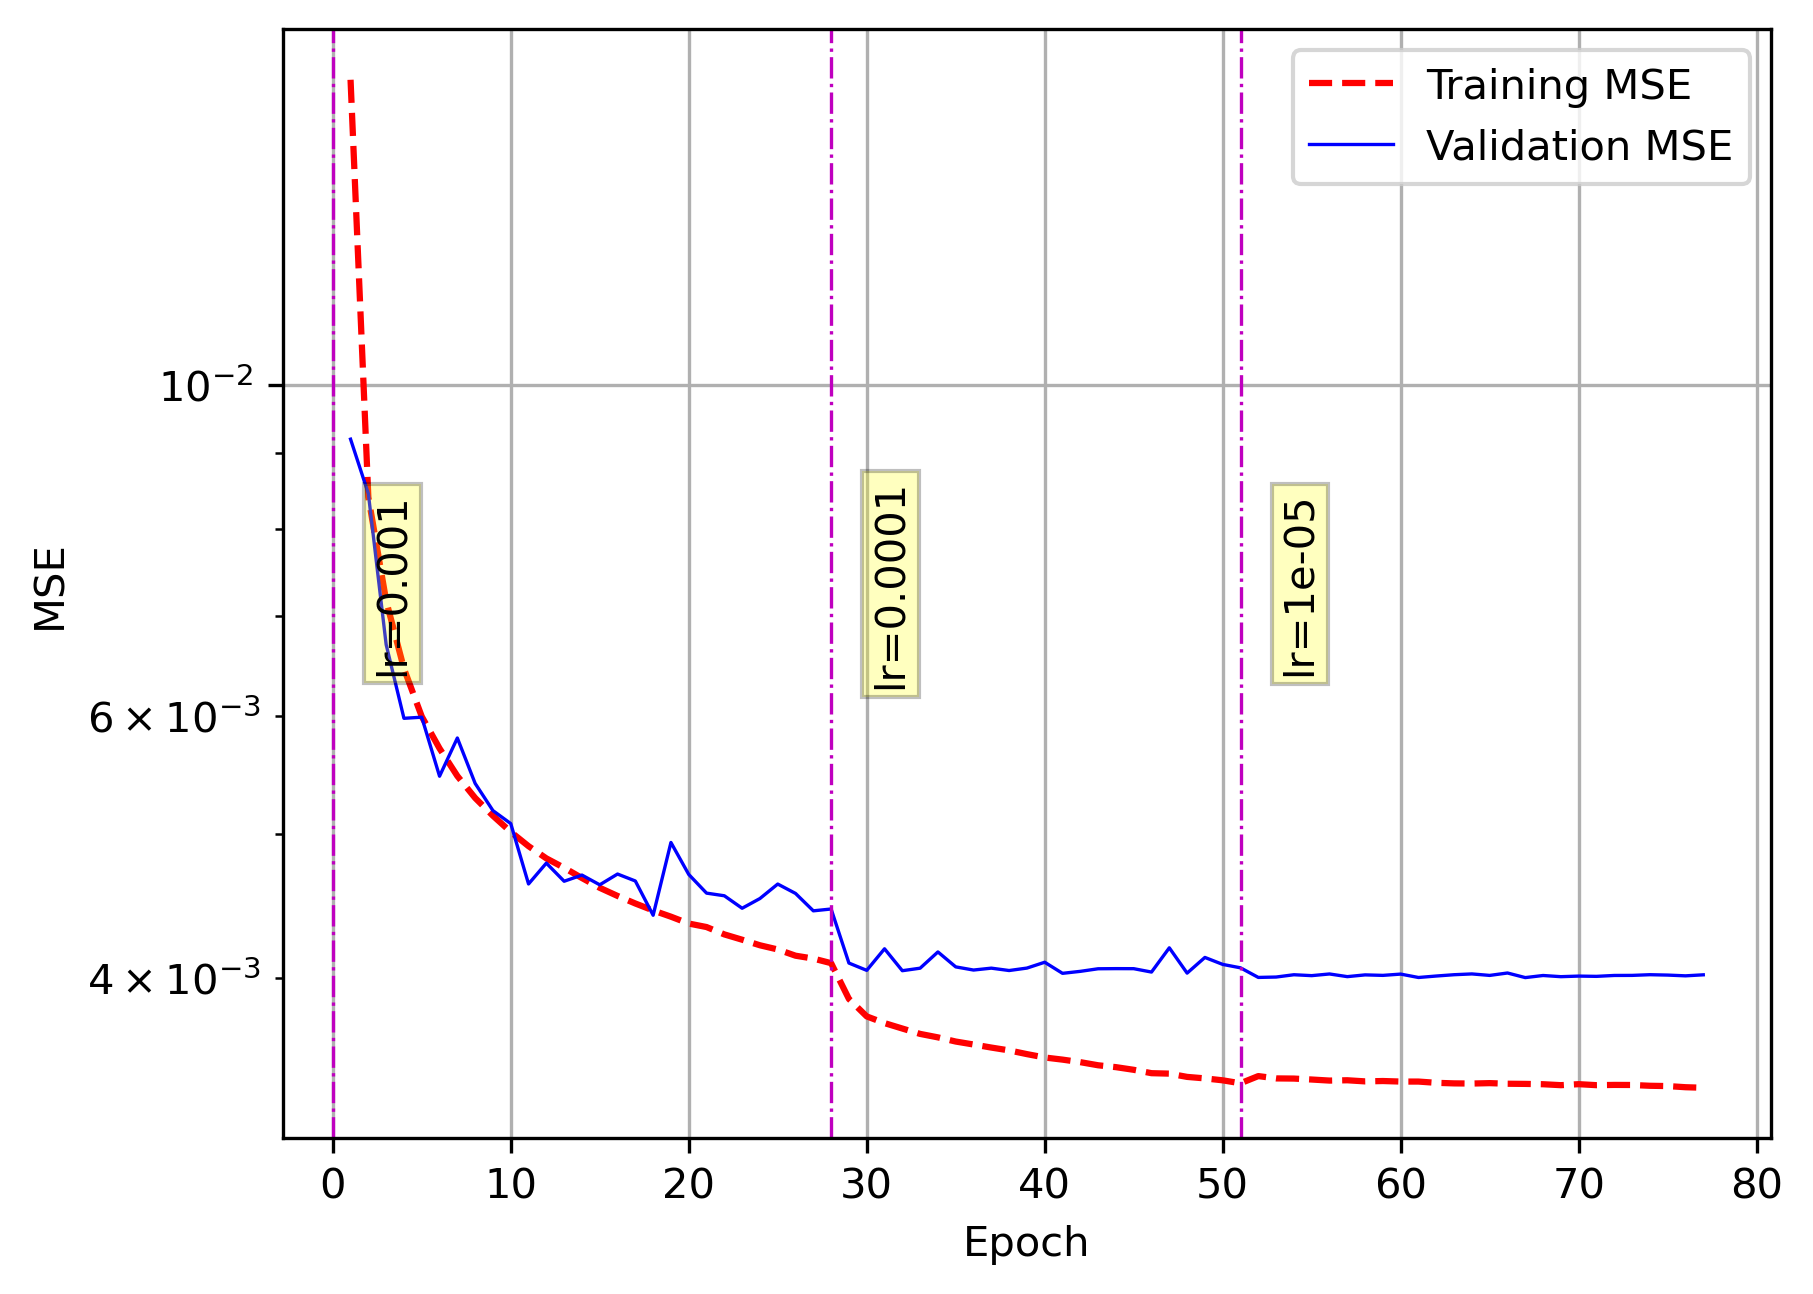 Training MSE
Validation MSE
10⁻²
6 × 10⁻³
4 × 10⁻³
MSE
lr=0.001
lr=0.0001
lr=1e-05
0 10 20 30 40 50 60 70 80
Epoch